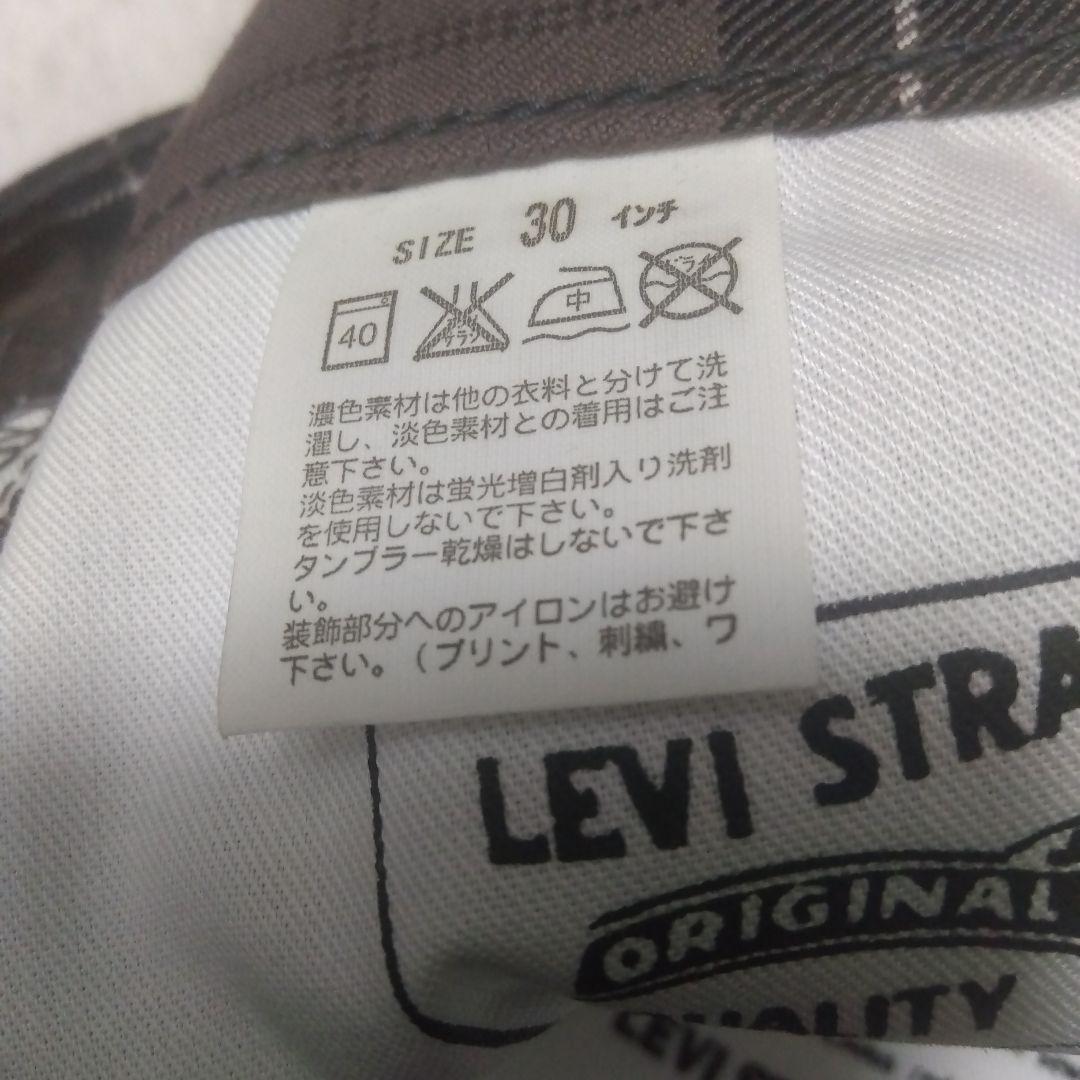 SIZE 30 インチ
40 中 ドライ
濃色素材は他の衣料と分けて洗
濯し、淡色素材との着用はご注
意下さい。
淡色素材は蛍光増白剤入り洗剤
を使用しないで下さい。
タンブラー乾燥はしないで下さ
い。
装飾部分へのアイロンはお避け
下さい。（プリント、刺繍、ワ
LEVI STRA
ORIGINAL
QUALITY
LEVI